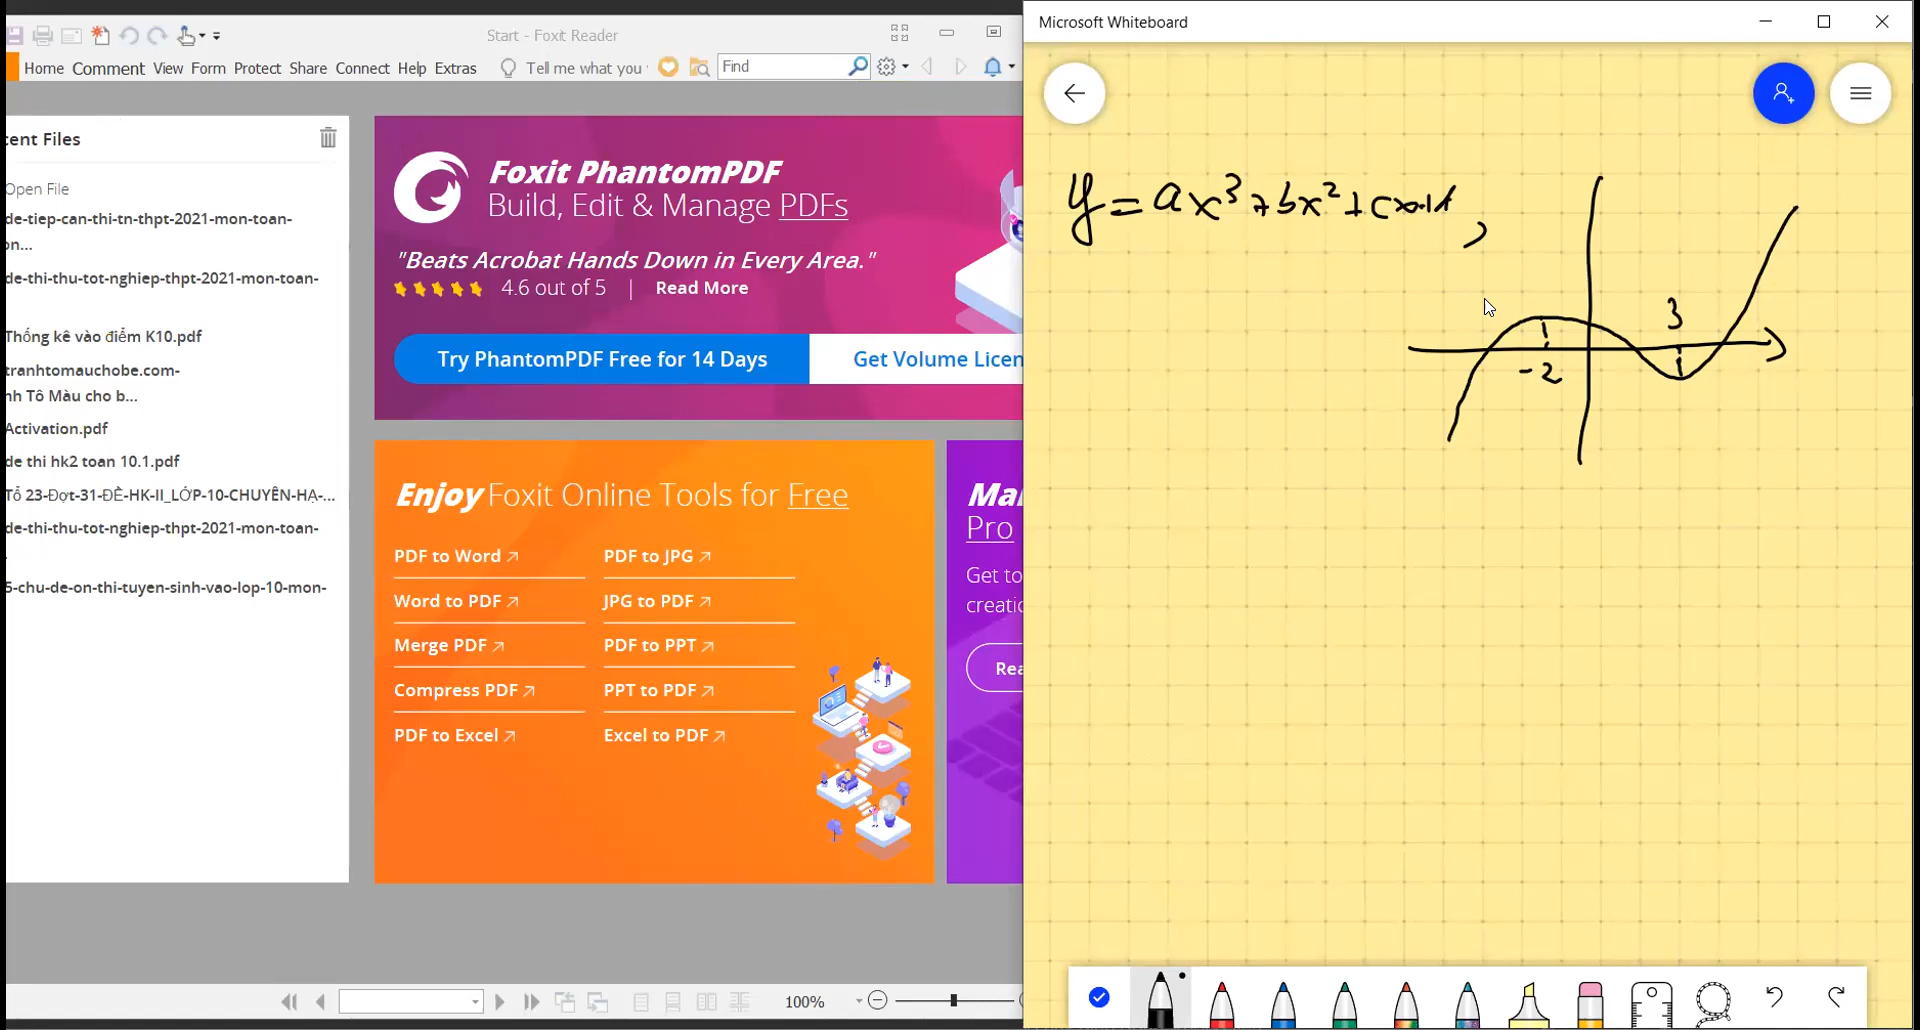 Start - Foxit Reader
Home Comment View Form Protect Share Connect Help Extras Tell me what you Find
cent Files
Open File
de-tiep-can-thi-tn-thpt-2021-mon-toan-
on...
de-thi-thu-tot-nghiep-thpt-2021-mon-toan-
Thống kê vào điểm K10.pdf
tranhtomauchobe.com-
nh Tô Màu cho b...
Activation.pdf
de thi hk2 toan 10.1.pdf
Tổ 23-Đợt-31-ĐỀ-HK-II_LỚP-10-CHUYÊN-HẠ-...
de-thi-thu-tot-nghiep-thpt-2021-mon-toan-
5-chu-de-on-thi-tuyen-sinh-vao-lop-10-mon-
Foxit PhantomPDF
Build, Edit & Manage PDFs
"Beats Acrobat Hands Down in Every Area."
4.6 out of 5 | Read More
Try PhantomPDF Free for 14 Days
Get Volume Licen
Enjoy Foxit Online Tools for Free
PDF to Word
PDF to JPG
Word to PDF
JPG to PDF
Merge PDF
PDF to PPT
Compress PDF
PPT to PDF
PDF to Excel
Excel to PDF
Mal
Pro
Get to
creatic
Rea
100%
Microsoft Whiteboard
y = ax³+bx²+cx+d,
3
-2